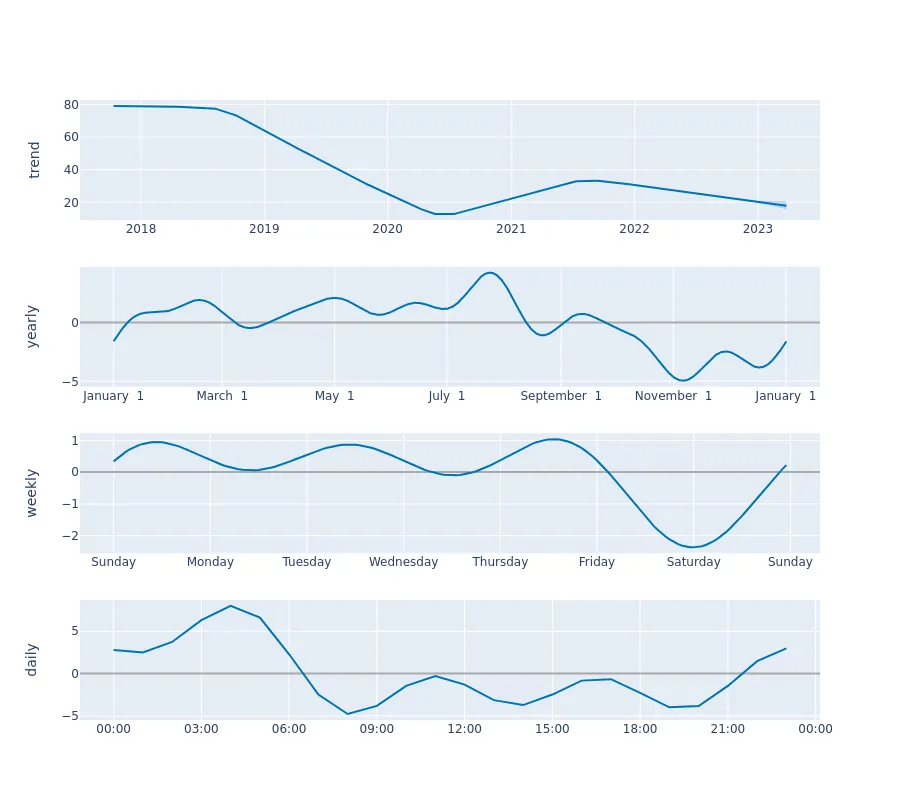 trend
80
60
40
20
2018 2019 2020 2021 2022 2023
yearly
0
−5
January 1 March 1 May 1 July 1 September 1 November 1 January 1
weekly
1
0
−1
−2
Sunday Monday Tuesday Wednesday Thursday Friday Saturday Sunday
daily
5
0
−5
00:00 03:00 06:00 09:00 12:00 15:00 18:00 21:00 00:00